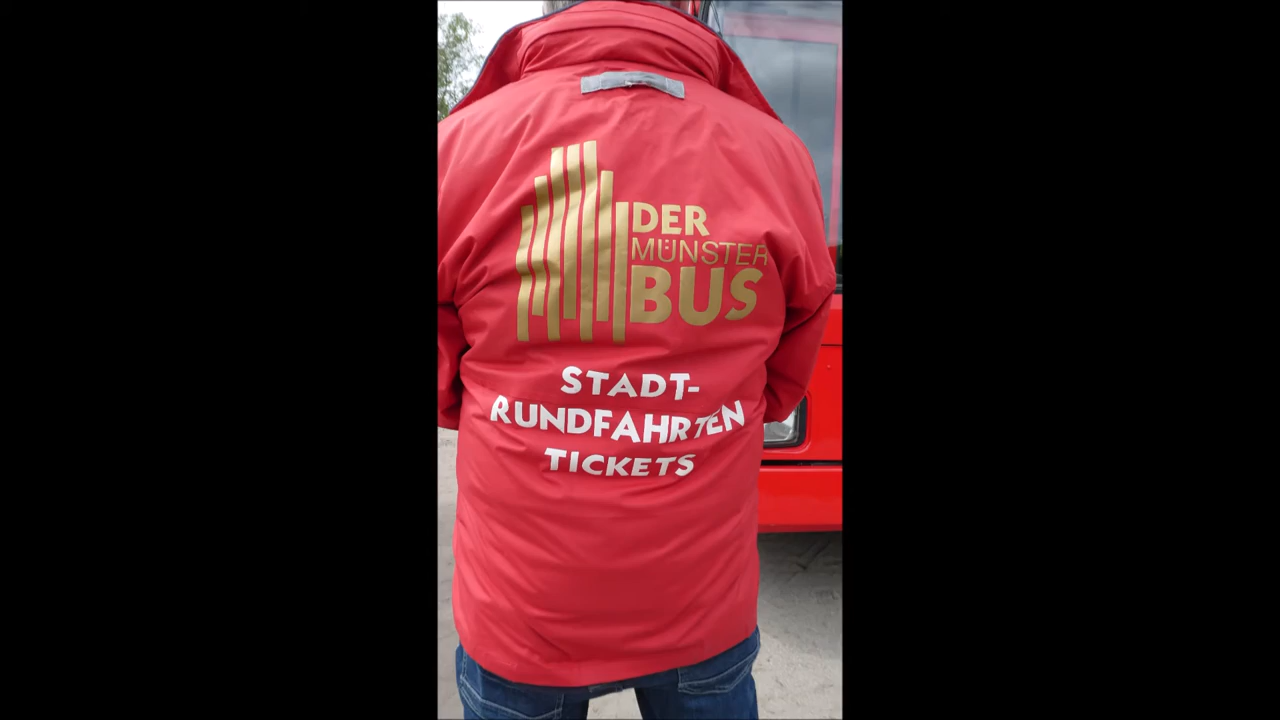 DER
MÜNSTER
BUS
STADT-
RUNDFAHRTEN
TICKETS